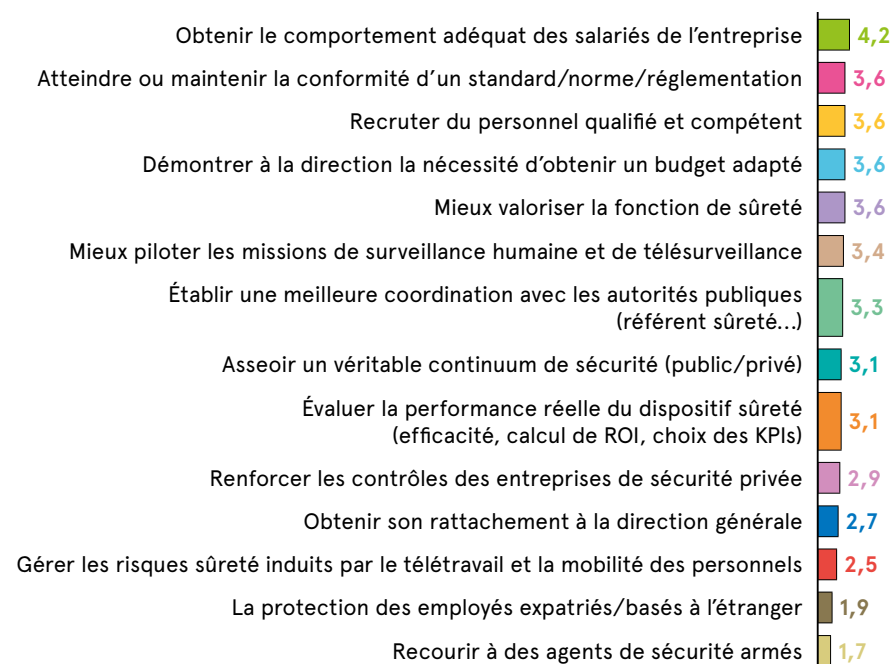 Obtenir le comportement adéquat des salariés de l'entreprise 4,2
Atteindre ou maintenir la conformité d'un standard/norme/réglementation 3,6
Recruter du personnel qualifié et compétent 3,6
Démontrer à la direction la nécessité d'obtenir un budget adapté 3,6
Mieux valoriser la fonction de sûreté 3,6
Mieux piloter les missions de surveillance humaine et de télésurveillance 3,4
Établir une meilleure coordination avec les autorités publiques
(référent sûreté...) 3,3
Asseoir un véritable continuum de sécurité (public/privé) 3,1
Évaluer la performance réelle du dispositif sûreté
(efficacité, calcul de ROI, choix des KPIs) 3,1
Renforcer les contrôles des entreprises de sécurité privée 2,9
Obtenir son rattachement à la direction générale 2,7
Gérer les risques sûreté induits par le télétravail et la mobilité des personnels 2,5
La protection des employés expatriés/basés à l'étranger 1,9
Recourir à des agents de sécurité armés 1,7